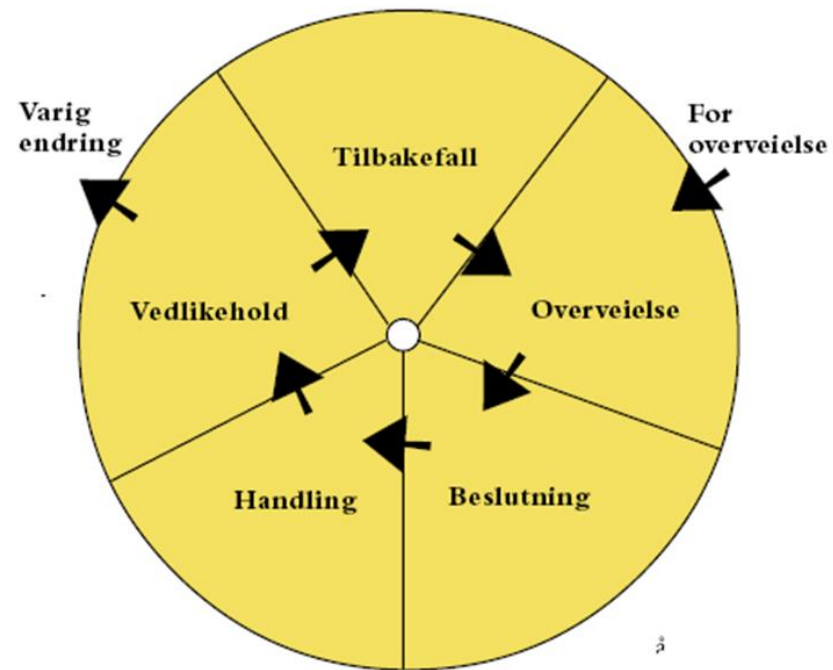 Varig
endring
For
overveielse
Tilbakefall
Vedlikehold
Overveielse
Handling
Beslutning
å